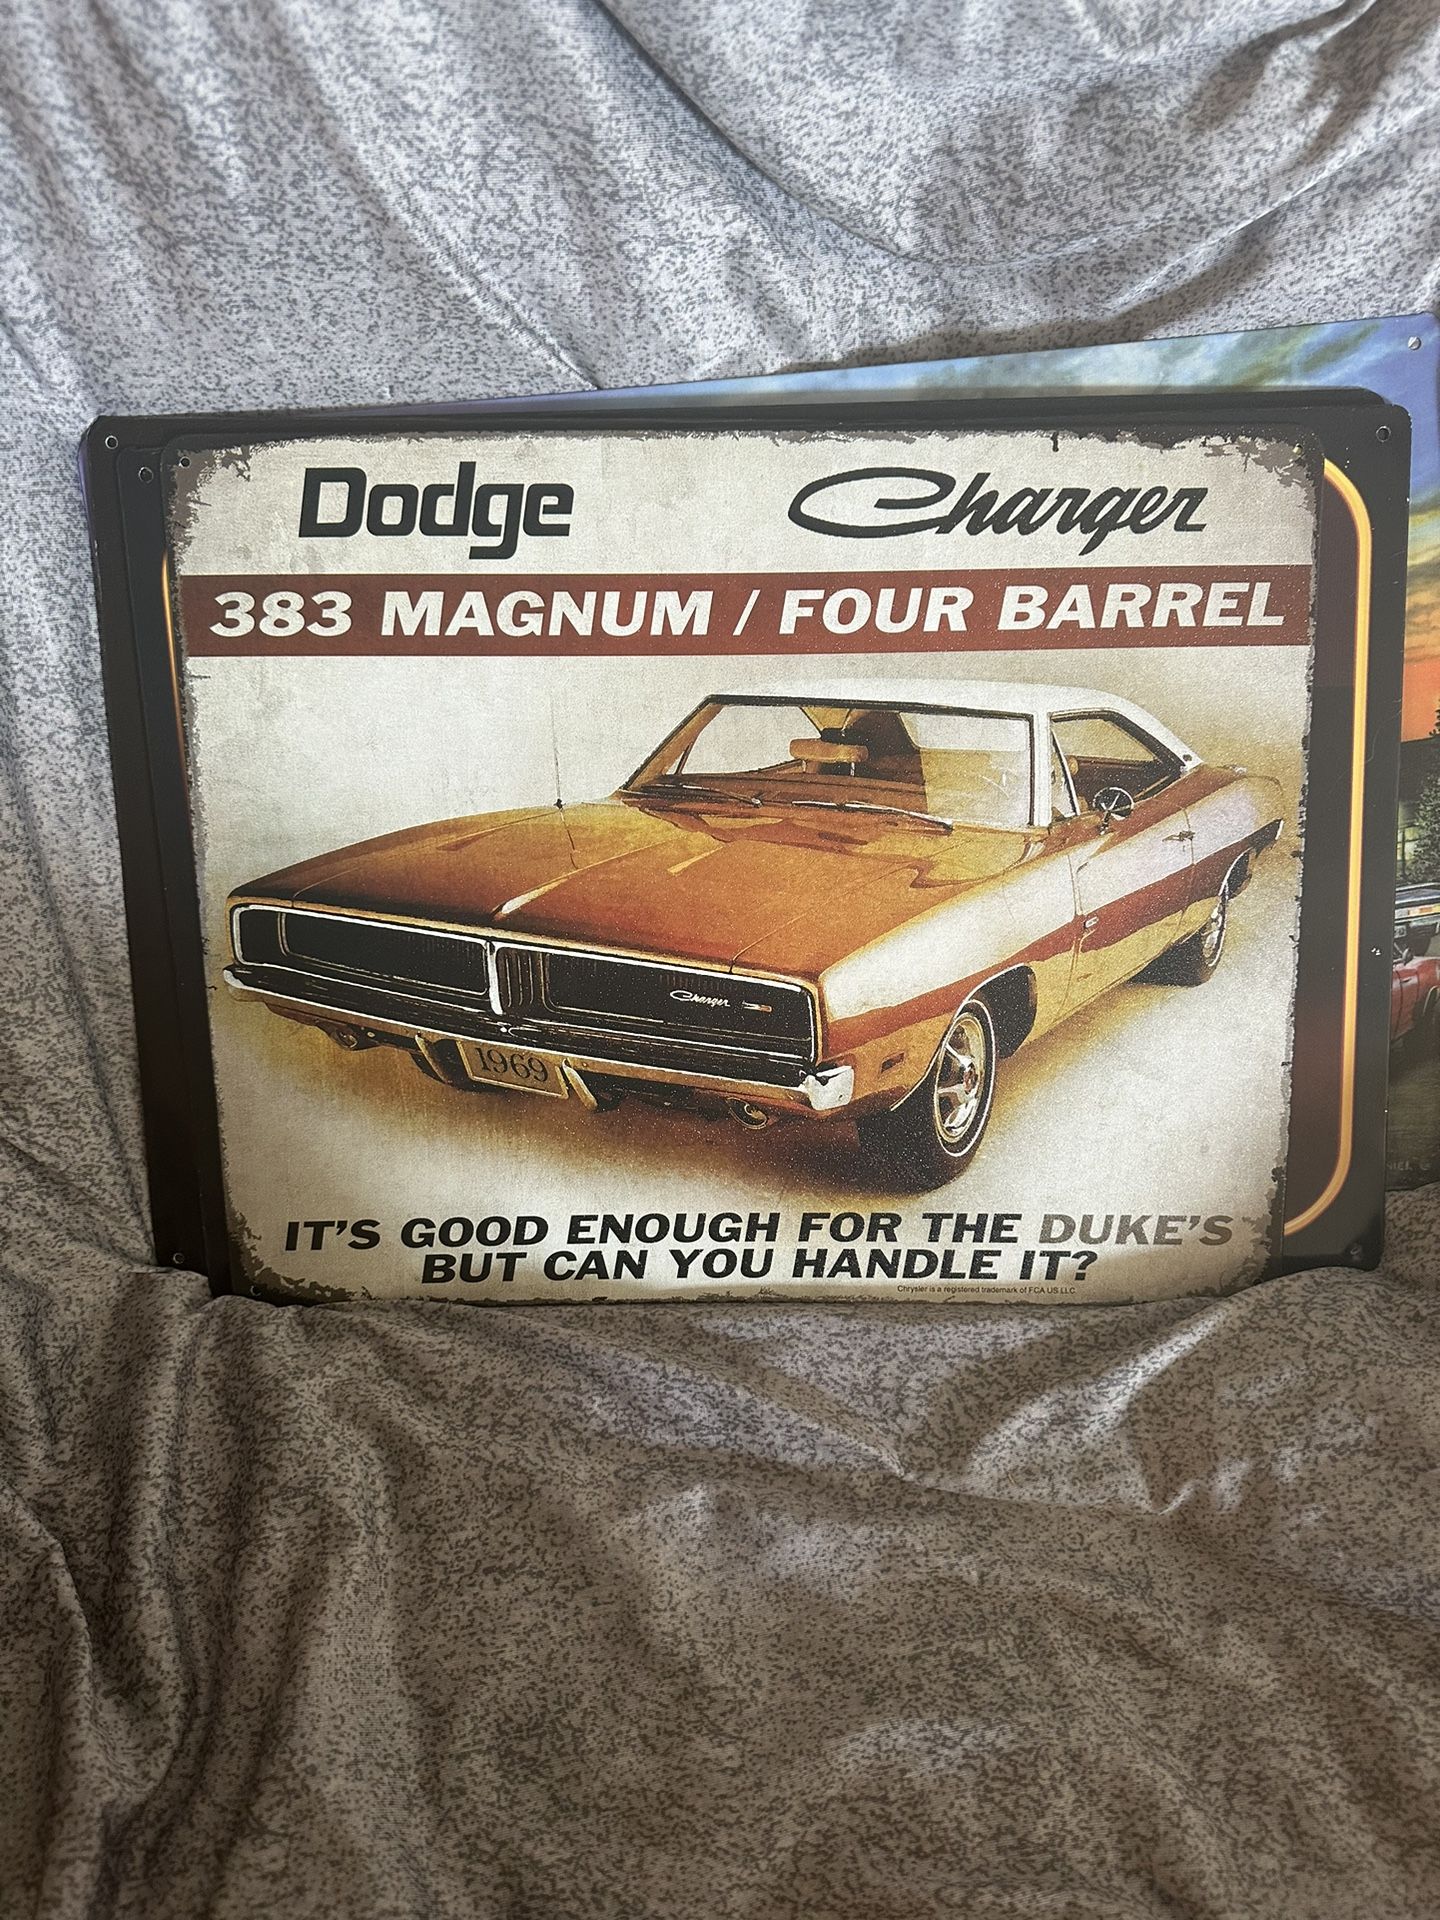 Dodge Charger
383 MAGNUM / FOUR BARREL
Charger
1969
IT'S GOOD ENOUGH FOR THE DUKE'S
BUT CAN YOU HANDLE IT?
Chrysler is a registered trademark of FCA US LLC.